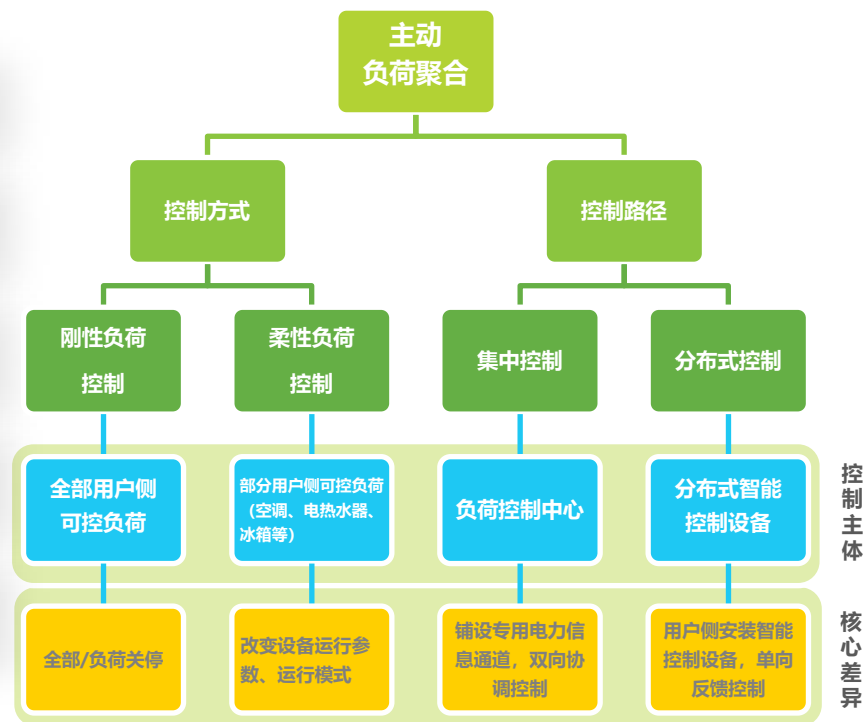 主动
负荷聚合
控制方式
控制路径
刚性负荷
控制
柔性负荷
控制
集中控制
分布式控制
全部用户侧
可控负荷
部分用户侧可控负荷
（空调、电热水器、
冰箱等）
负荷控制中心
分布式智能
控制设备
控制主体
全部/负荷关停
改变设备运行参
数、运行模式
铺设专用电力信
息通道，双向协
调控制
用户侧安装智能
控制设备，单向
反馈控制
核心差异